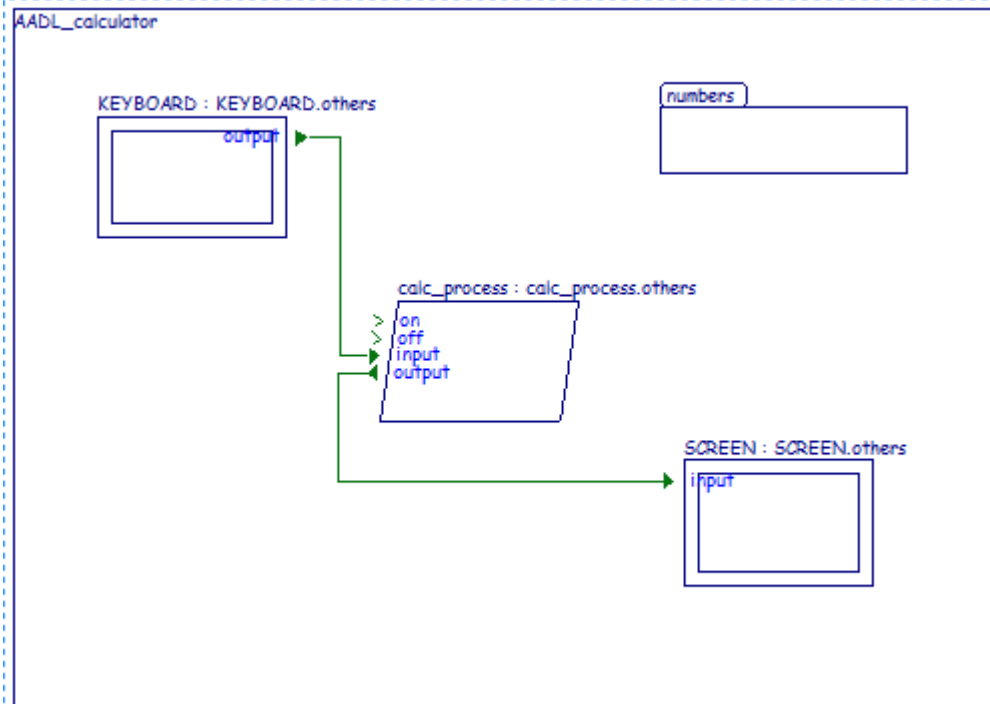 AADL_calculator
numbers
KEYBOARD : KEYBOARD.others
output
calc_process : calc_process.others
on
off
input
output
SCREEN : SCREEN.others
input